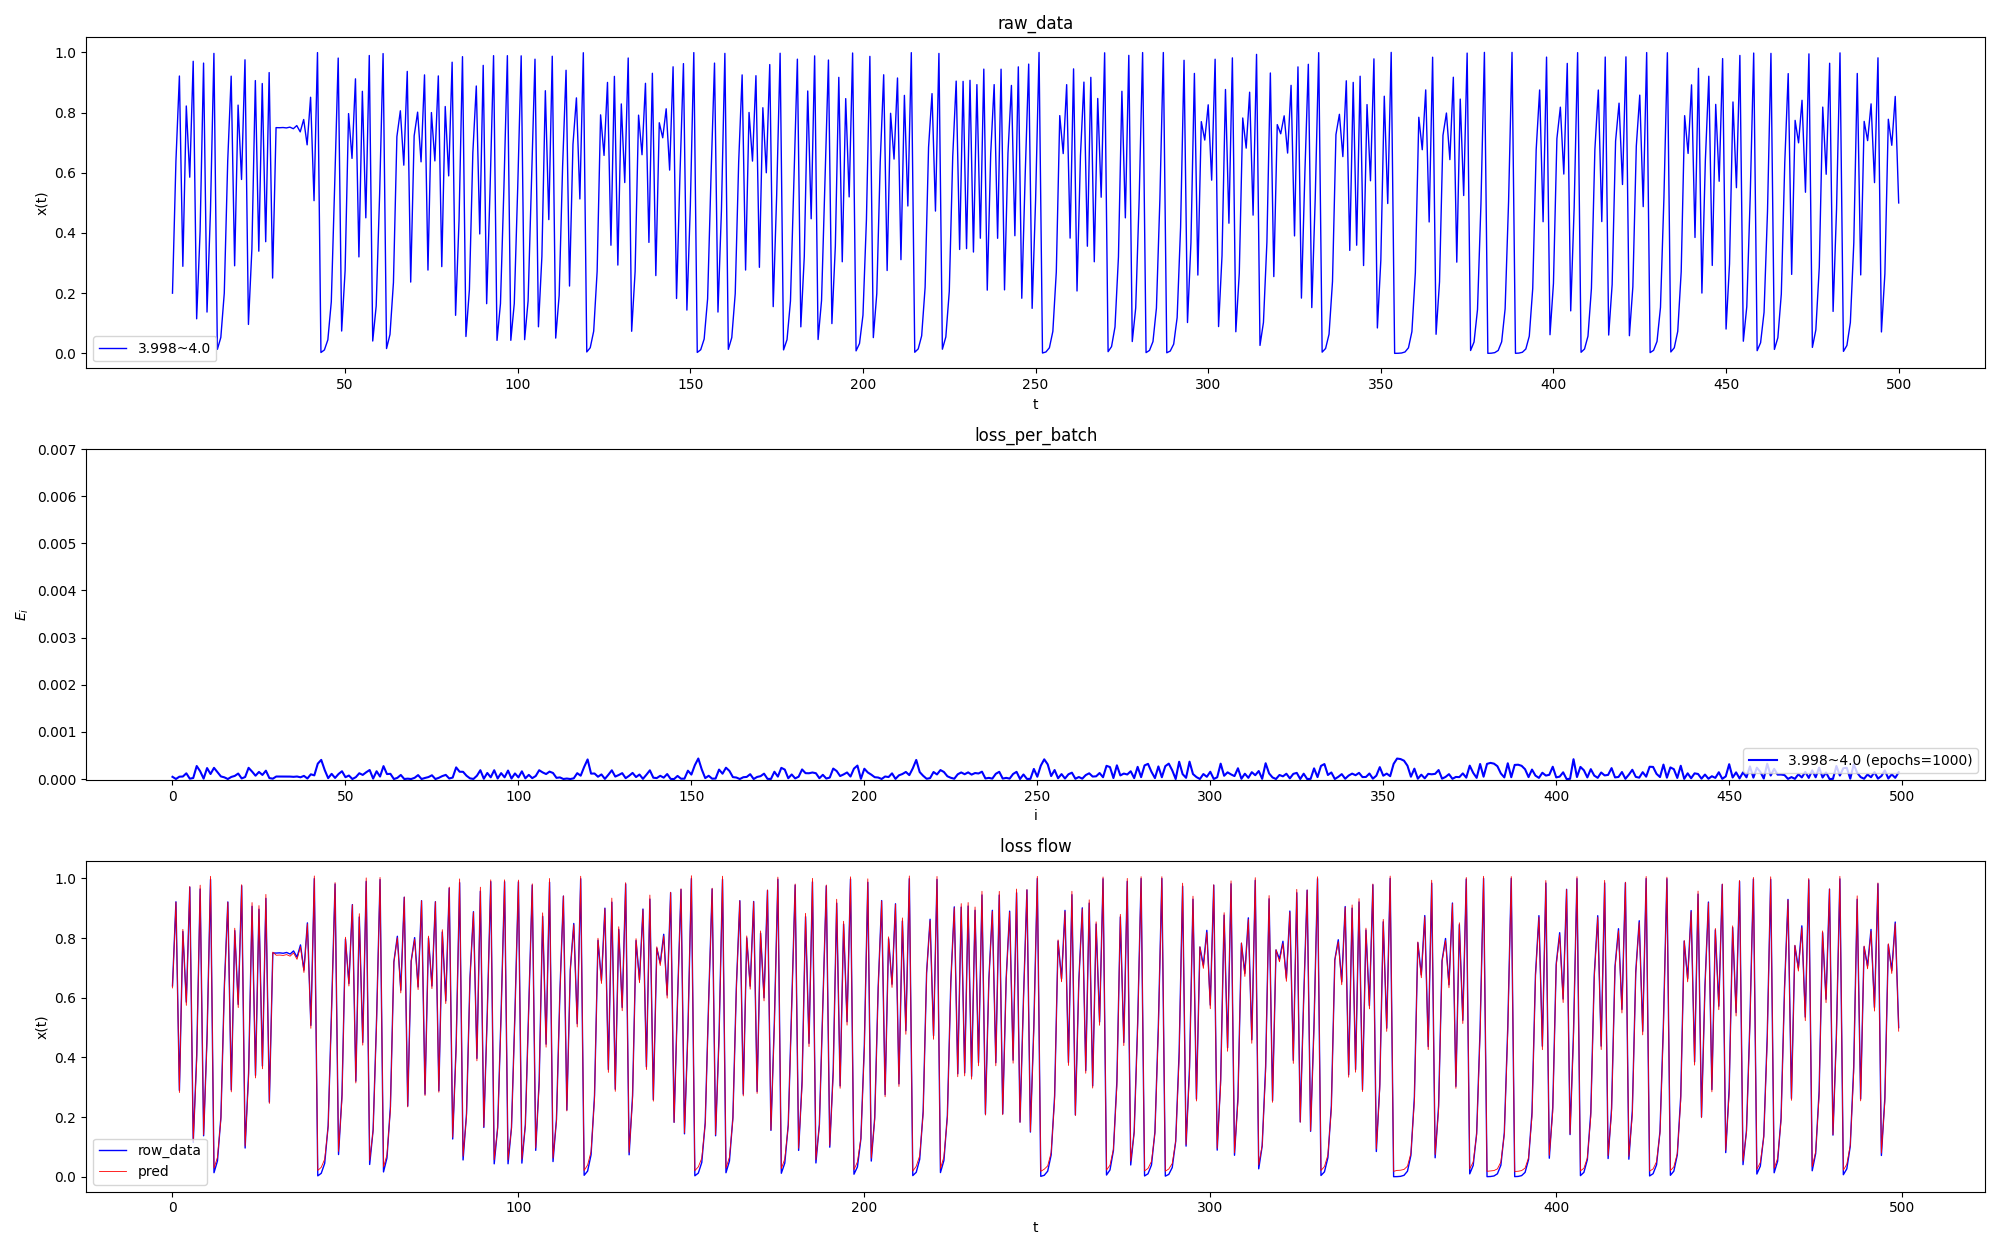 raw_data
1.0
0.8
0.6
0.4
0.2
0.0
x(t)
3.998~4.0
50 100 150 200 250 300 350 400 450 500
t
loss_per_batch
0.007
0.006
0.005
0.004
0.003
0.002
0.001
0.000
E_i
3.998~4.0 (epochs=1000)
0 50 100 150 200 250 300 350 400 450 500
i
loss flow
1.0
0.8
0.6
0.4
0.2
0.0
x(t)
row_data
pred
0 100 200 300 400 500
t